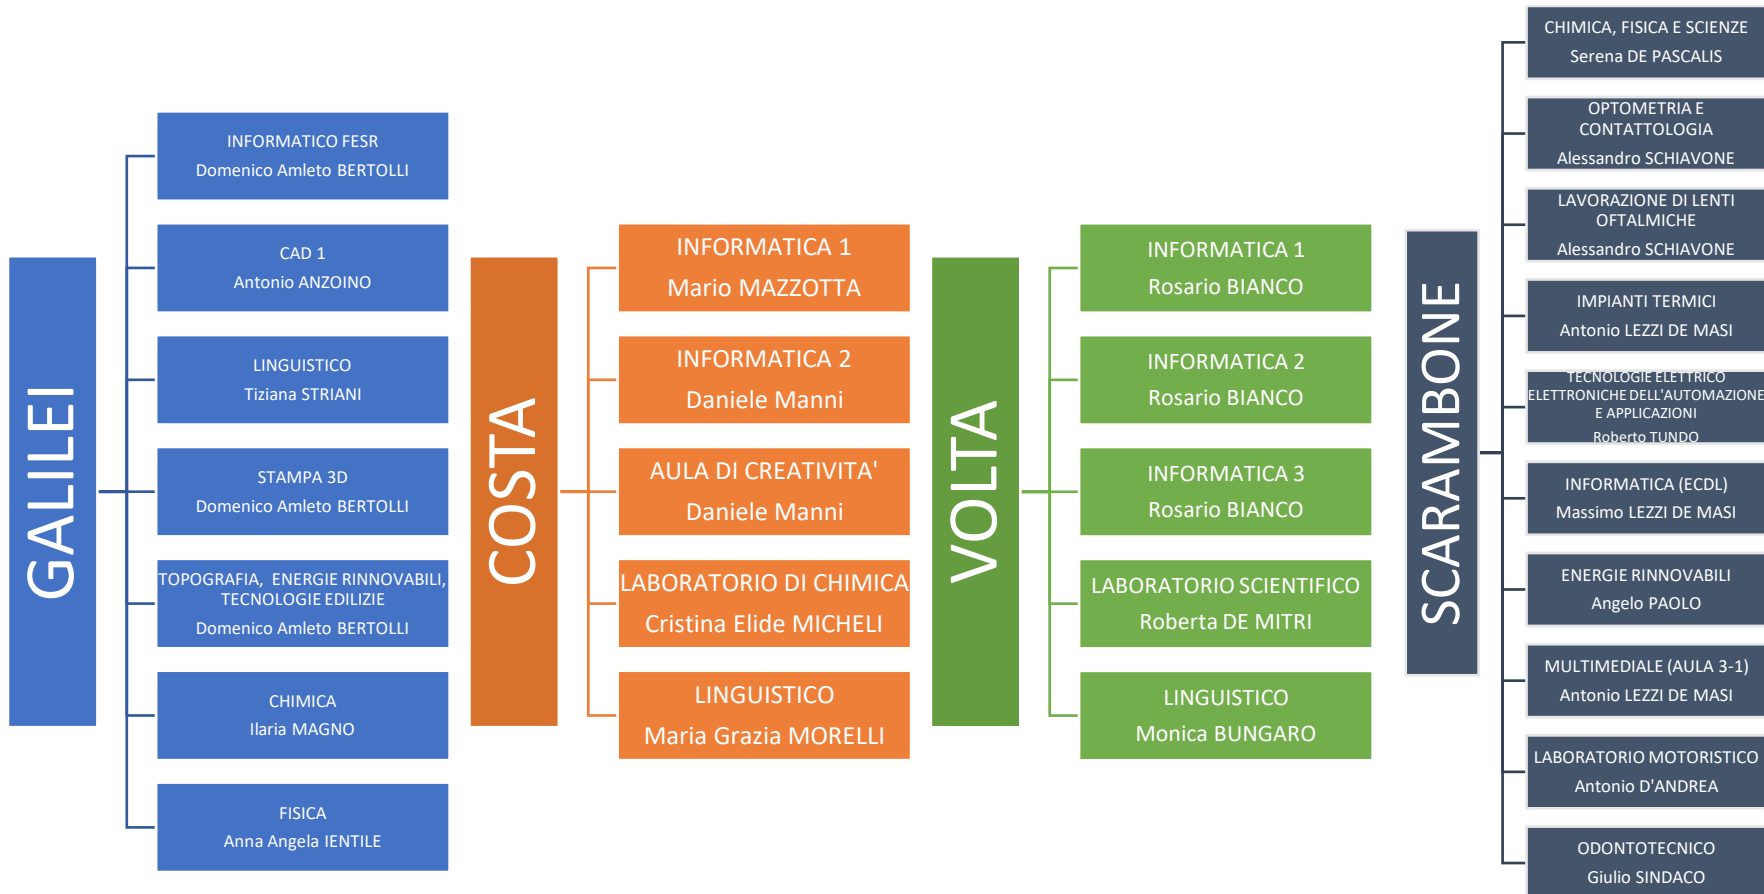 GALILEI
INFORMATICO FESR
Domenico Amleto BERTOLLI
CAD 1
Antonio ANZOINO
LINGUISTICO
Tiziana STRIANI
STAMPA 3D
Domenico Amleto BERTOLLI
TOPOGRAFIA, ENERGIE RINNOVABILI,
TECNOLOGIE EDILIZIE
Domenico Amleto BERTOLLI
CHIMICA
Ilaria MAGNO
FISICA
Anna Angela IENTILE
COSTA
INFORMATICA 1
Mario MAZZOTTA
INFORMATICA 2
Daniele Manni
AULA DI CREATIVITA'
Daniele Manni
LABORATORIO DI CHIMICA
Cristina Elide MICHELI
LINGUISTICO
Maria Grazia MORELLI
VOLTA
INFORMATICA 1
Rosario BIANCO
INFORMATICA 2
Rosario BIANCO
INFORMATICA 3
Rosario BIANCO
LABORATORIO SCIENTIFICO
Roberta DE MITRI
LINGUISTICO
Monica BUNGARO
SCARAMBONE
CHIMICA, FISICA E SCIENZE
Serena DE PASCALIS
OPTOMETRIA E
CONTATTOLOGIA
Alessandro SCHIAVONE
LAVORAZIONE DI LENTI
OFTALMICHE
Alessandro SCHIAVONE
IMPIANTI TERMICI
Antonio LEZZI DE MASI
TECNOLOGIE ELETTRICO
ELETTRONICHE DELL'AUTOMAZIONE
E APPLICAZIONI
Roberto TUNDO
INFORMATICA (ECDL)
Massimo LEZZI DE MASI
ENERGIE RINNOVABILI
Angelo PAOLO
MULTIMEDIALE (AULA 3-1)
Antonio LEZZI DE MASI
LABORATORIO MOTORISTICO
Antonio D'ANDREA
ODONTOTECNICO
Giulio SINDACO